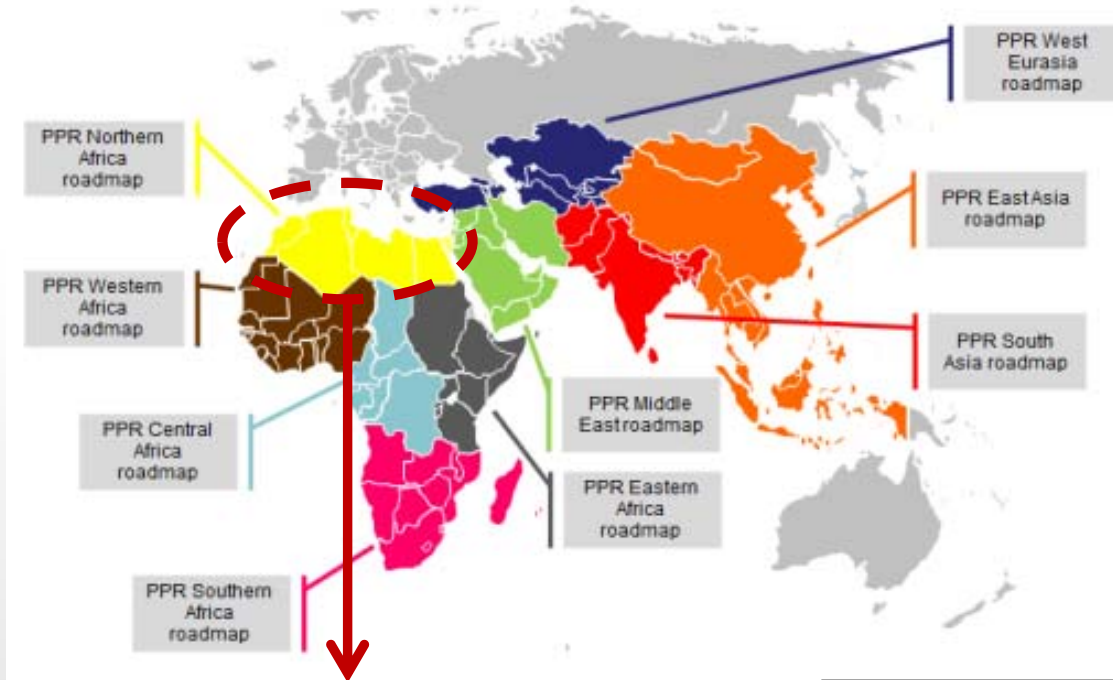 PPR West
Eurasia
roadmap
PPR Northern
Africa
roadmap
PPR East Asia
roadmap
PPR Western
Africa
roadmap
PPR South
Asia roadmap
PPR Middle
East roadmap
PPR Central
Africa
roadmap
PPR Eastern
Africa
roadmap
PPR Southern
Africa
roadmap